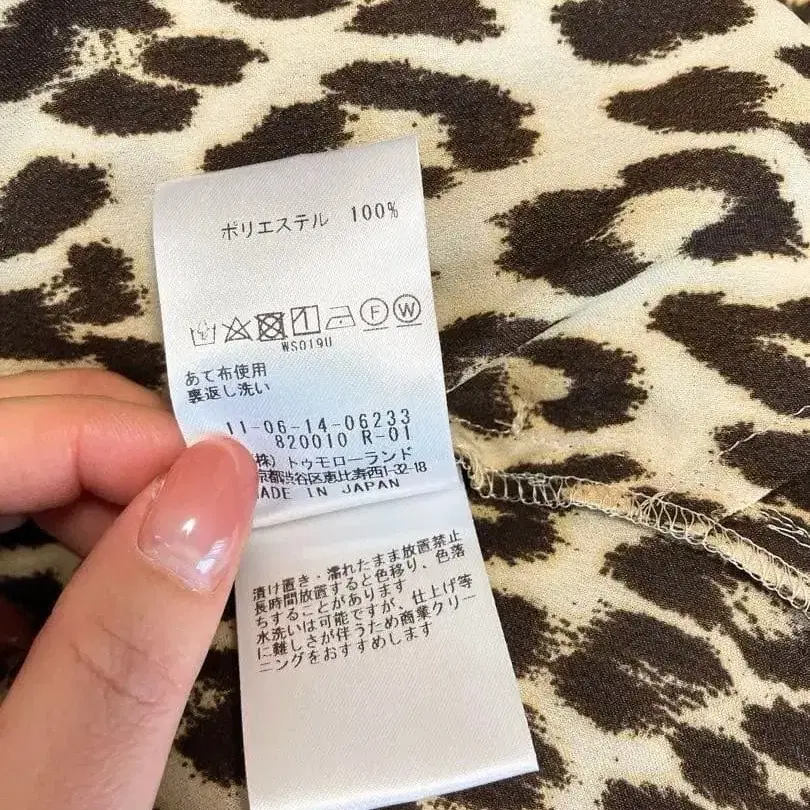 ポリエステル 100%
F W
WS019U
あて布使用
裏返し洗い
11-06-14-06233
820010 R-01
株) トゥモローランド
京都渋谷区恵比寿西1-32-18
MADE IN JAPAN
漬け置き・濡れたまま放置禁止
長時間放置すると色移り、色落
ちすることがあります
水洗いは可能ですが、仕上げ等
に難しさが伴うため商業クリー
ニングをおすすめします